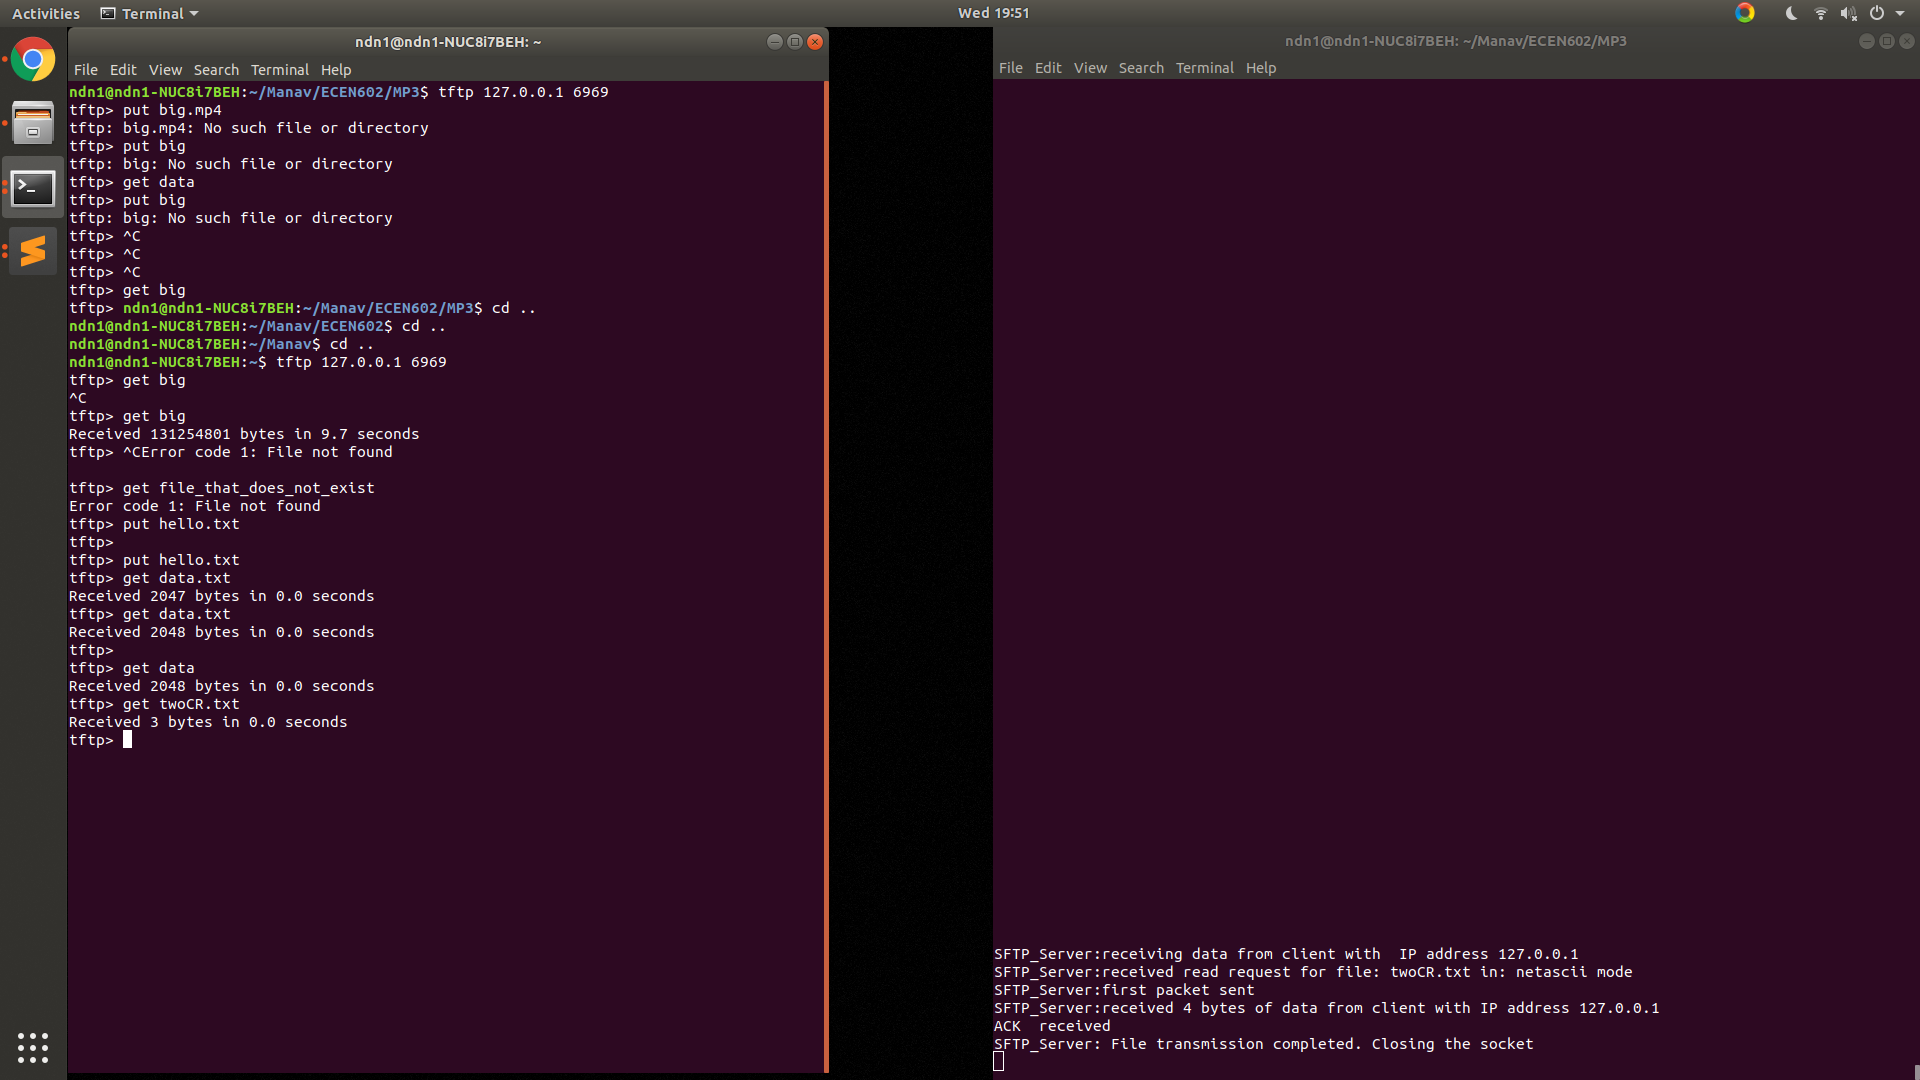 Activities
Terminal
Wed 19:51
ndn1@ndn1-NUC8i7BEH: ~
File Edit View Search Terminal Help
ndn1@ndn1-NUC8i7BEH:~/Manav/ECEN602/MP3$ tftp 127.0.0.1 6969
tftp> put big.mp4
tftp: big.mp4: No such file or directory
tftp> put big
tftp: big: No such file or directory
tftp> get data
tftp> put big
tftp: big: No such file or directory
tftp> ^C
tftp> ^C
tftp> ^C
tftp> get big
tftp> ndn1@ndn1-NUC8i7BEH:~/Manav/ECEN602/MP3$ cd ..
ndn1@ndn1-NUC8i7BEH:~/Manav/ECEN602$ cd ..
ndn1@ndn1-NUC8i7BEH:~/Manav$ cd ..
ndn1@ndn1-NUC8i7BEH:~$ tftp 127.0.0.1 6969
tftp> get big
^C
tftp> get big
Received 131254801 bytes in 9.7 seconds
tftp> ^CError code 1: File not found
tftp> get file_that_does_not_exist
Error code 1: File not found
tftp> put hello.txt
tftp>
tftp> put hello.txt
tftp> get data.txt
Received 2047 bytes in 0.0 seconds
tftp> get data.txt
Received 2048 bytes in 0.0 seconds
tftp>
tftp> get data
Received 2048 bytes in 0.0 seconds
tftp> get twoCR.txt
Received 3 bytes in 0.0 seconds
tftp>
ndn1@ndn1-NUC8i7BEH: ~/Manav/ECEN602/MP3
File Edit View Search Terminal Help
SFTP_Server:receiving data from client with  IP address 127.0.0.1
SFTP_Server:received read request for file: twoCR.txt in: netascii mode
SFTP_Server:first packet sent
SFTP_Server:received 4 bytes of data from client with IP address 127.0.0.1
ACK  received
SFTP_Server: File transmission completed. Closing the socket